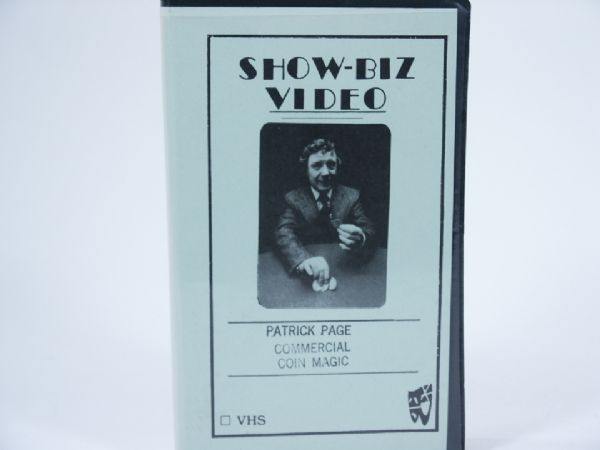 SHOW-BIZ
VIDEO
PATRICK PAGE
COMMERCIAL
COIN MAGIC
VHS